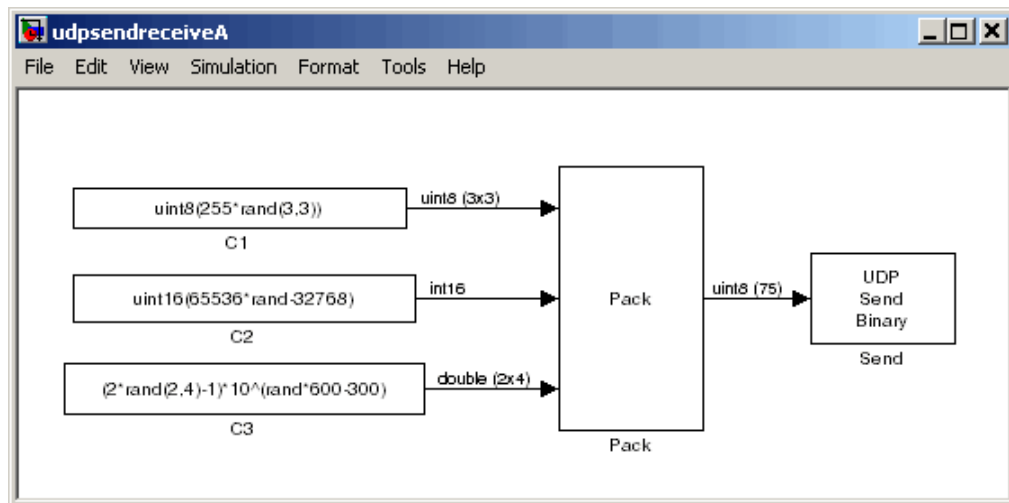 udpsendreceiveA
File Edit View Simulation Format Tools Help
uint8(255*rand(3,3))
uint8 (3x3)
C1
uint16(65536*rand-32768)
int16
C2
(2*rand(2,4)-1)*10^(rand*600-300)
double (2x4)
C3
Pack
Pack
uint8 (75)
UDP
Send
Binary
Send